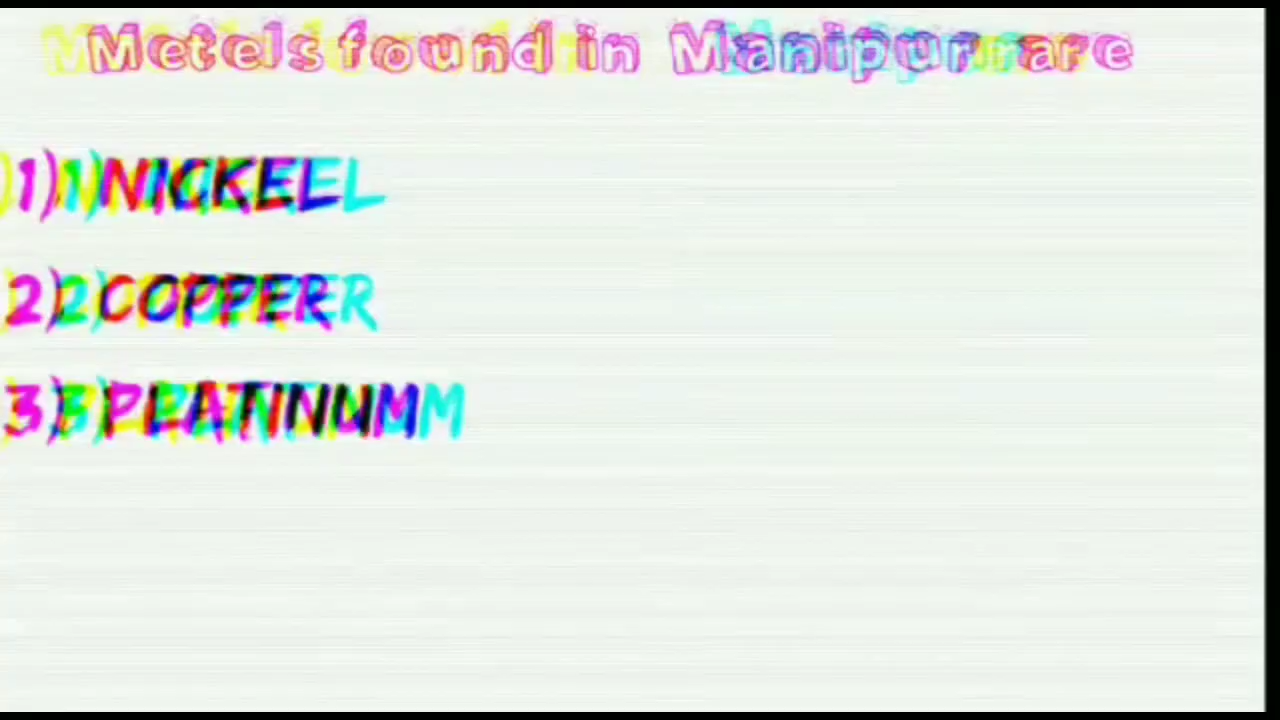 Metels found in Manipur are
1) NICKEL
2) COPPER
3) PLATINUM